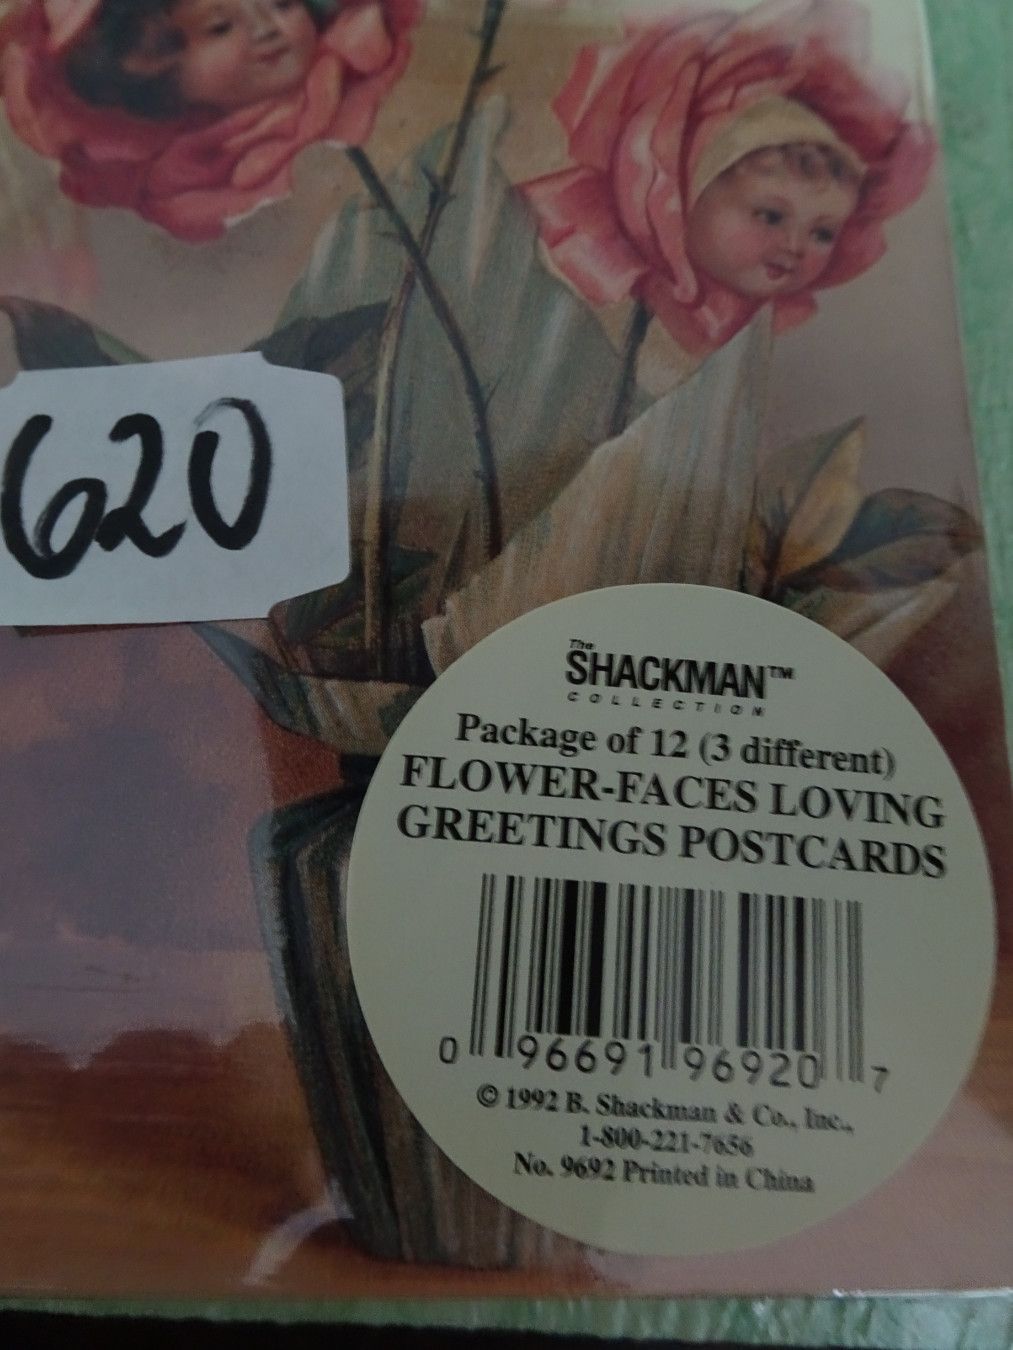 620
The
SHACKMAN™
COLLECTION
Package of 12 (3 different)
FLOWER-FACES LOVING
GREETINGS POSTCARDS
0 96691 96920 7
© 1992 B. Shackman & Co., Inc.,
1-800-221-7656
No. 9692 Printed in China